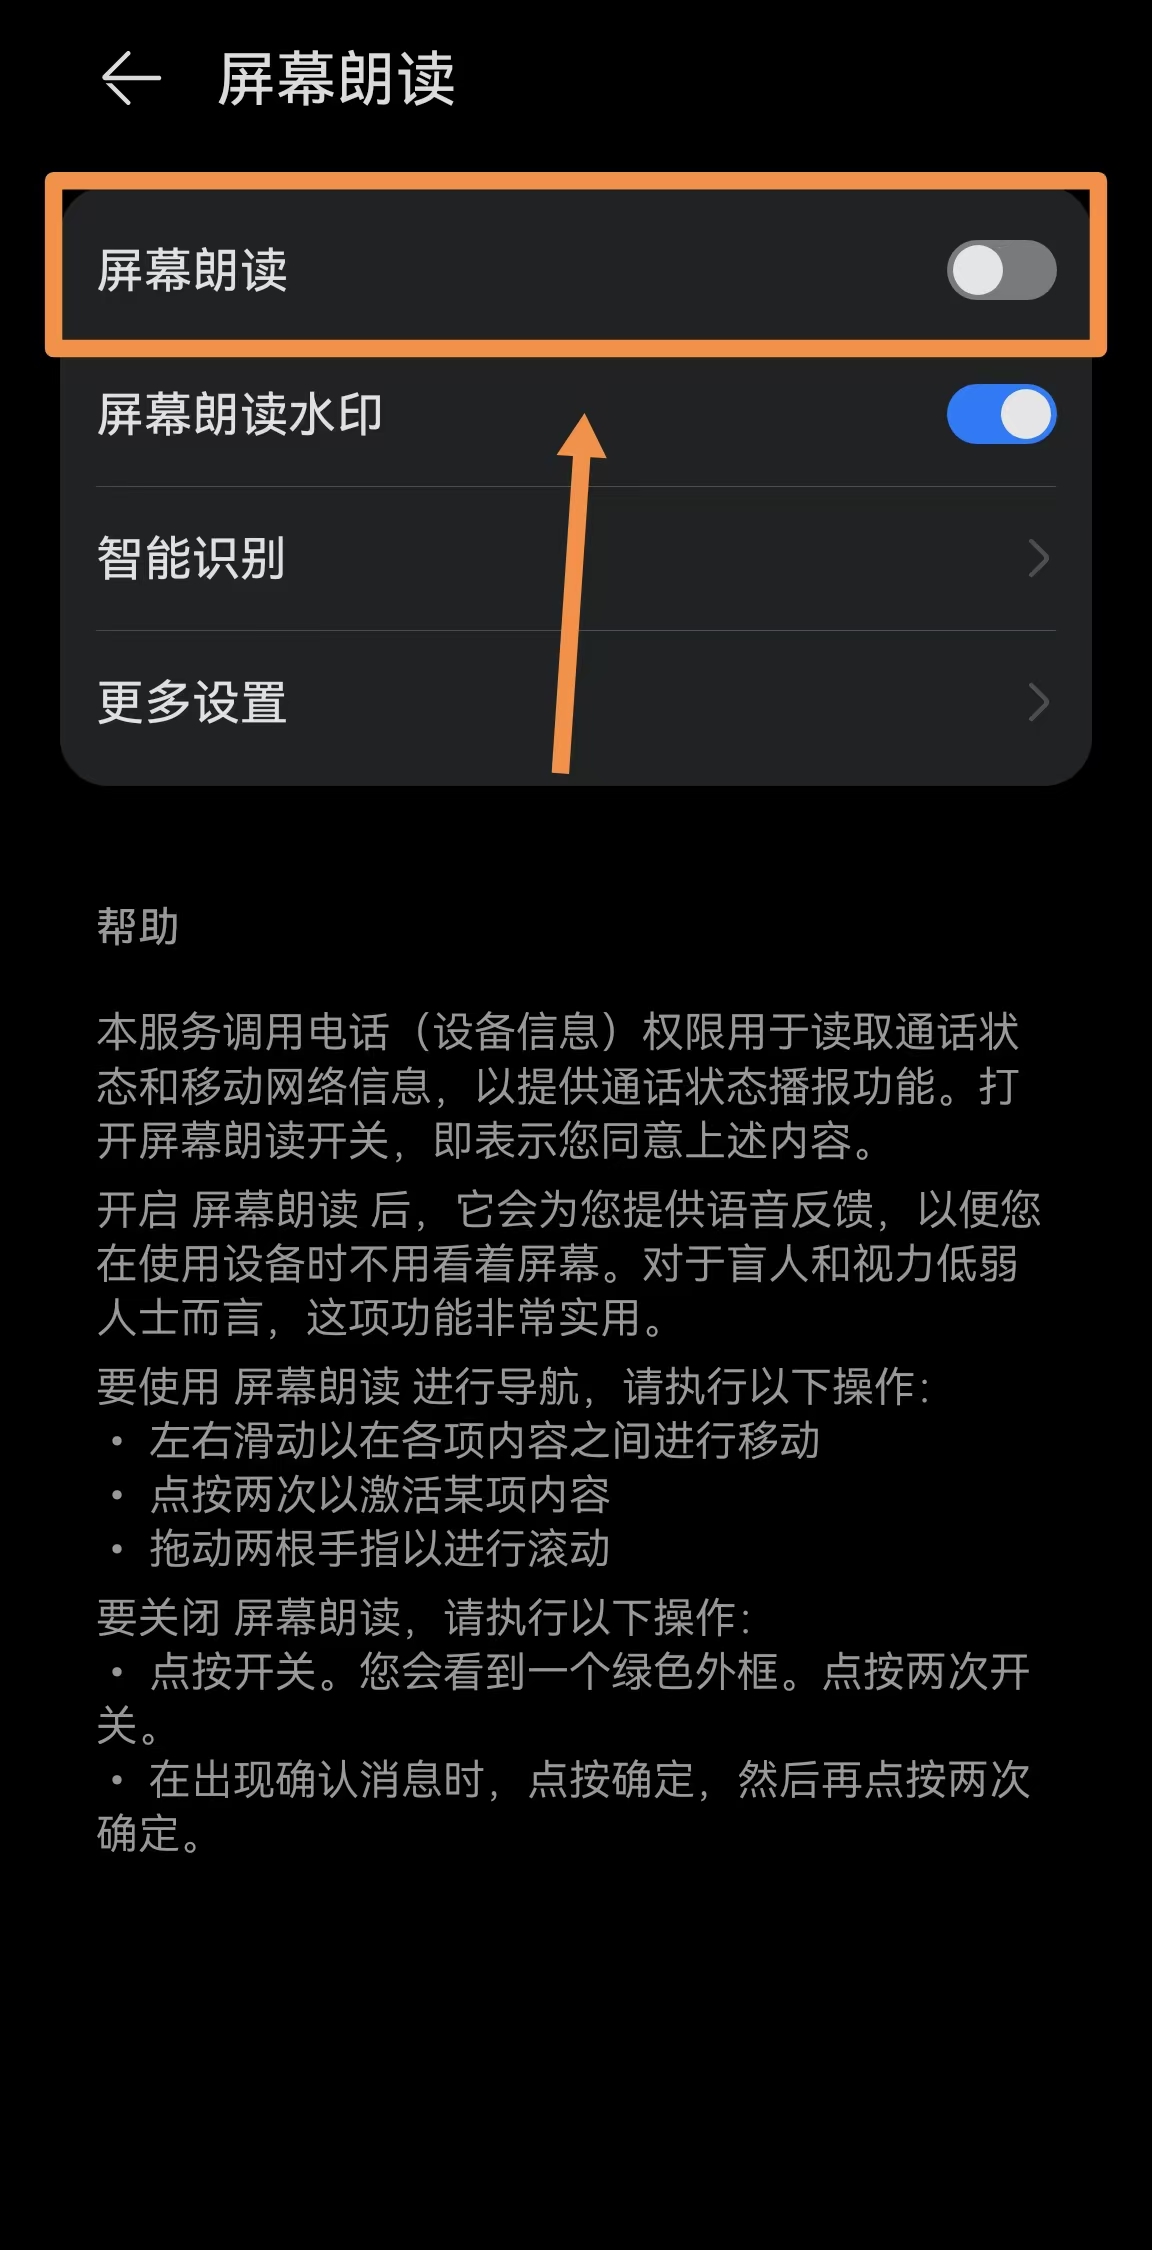 屏幕朗读
屏幕朗读
屏幕朗读水印
智能识别
更多设置
帮助
本服务调用电话（设备信息）权限用于读取通话状
态和移动网络信息，以提供通话状态播报功能。打
开屏幕朗读开关，即表示您同意上述内容。
开启 屏幕朗读 后，它会为您提供语音反馈，以便您
在使用设备时不用看着屏幕。对于盲人和视力低弱
人士而言，这项功能非常实用。
要使用 屏幕朗读 进行导航，请执行以下操作：
• 左右滑动以在各项内容之间进行移动
• 点按两次以激活某项内容
• 拖动两根手指以进行滚动
要关闭 屏幕朗读，请执行以下操作：
• 点按开关。您会看到一个绿色外框。点按两次开
关。
• 在出现确认消息时，点按确定，然后再点按两次
确定。